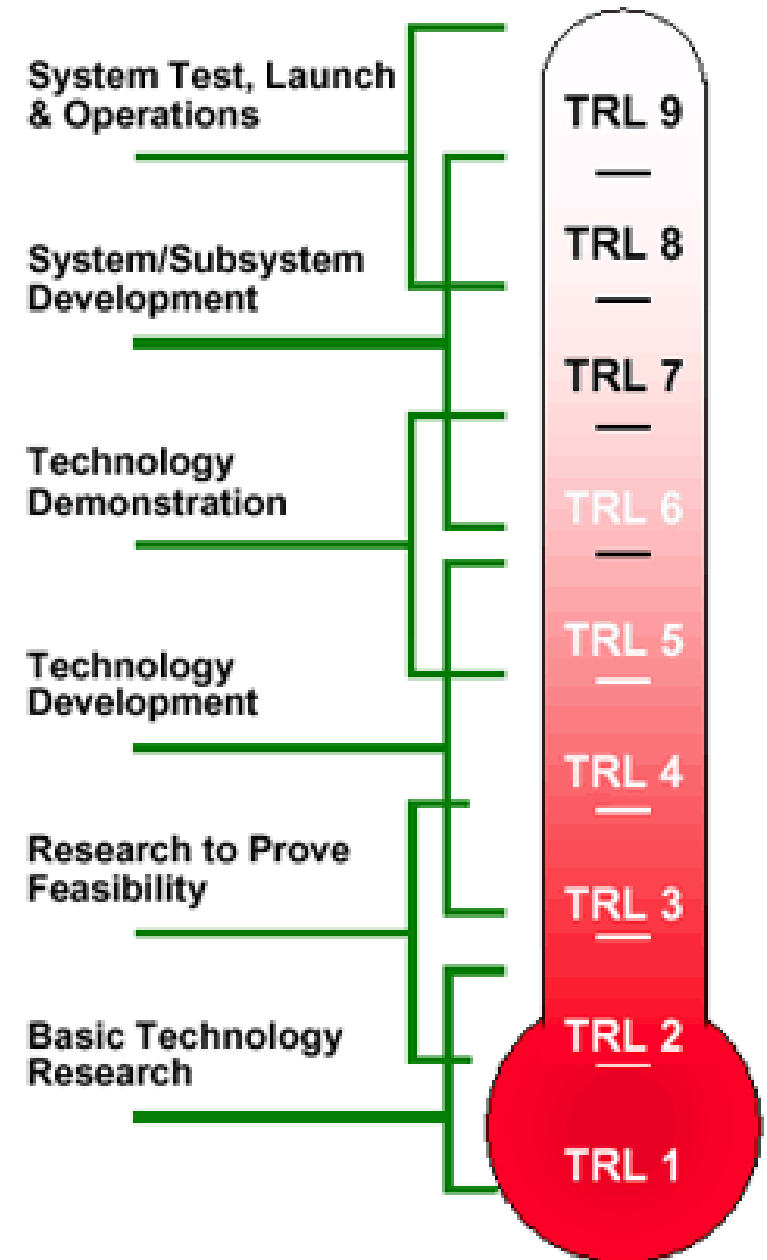 System Test, Launch
& Operations
System/Subsystem
Development
Technology
Demonstration
Technology
Development
Research to Prove
Feasibility
Basic Technology
Research
TRL 9
TRL 8
TRL 7
TRL 6
TRL 5
TRL 4
TRL 3
TRL 2
TRL 1